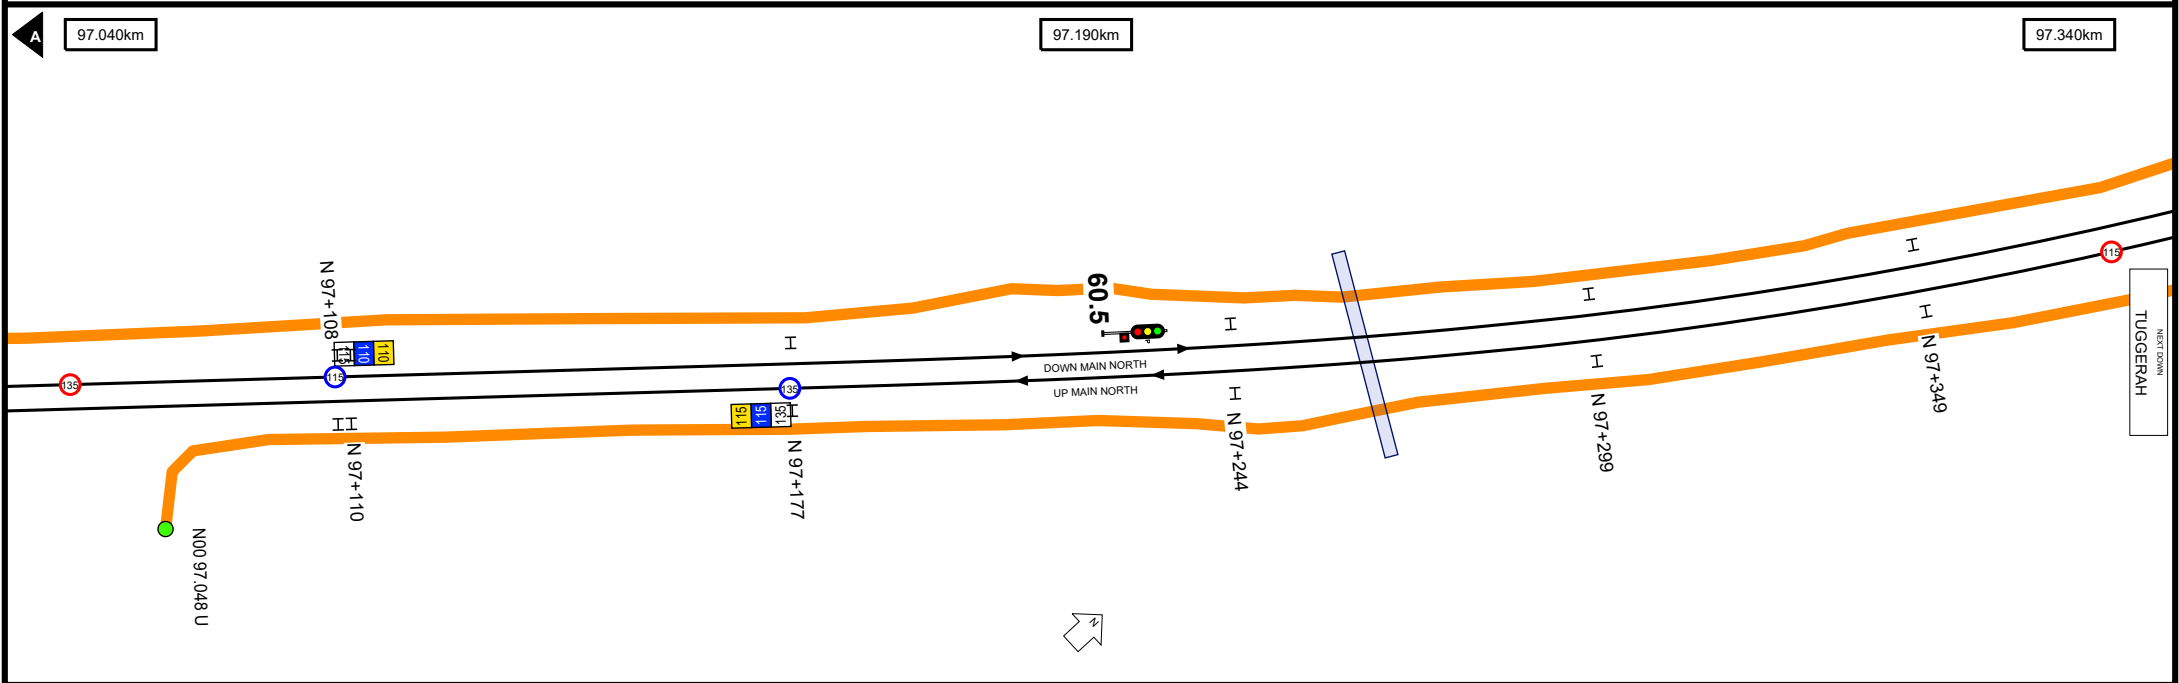 A
97.040km
97.190km
97.340km
N 97+108
115
110
110
60.5
P
135
115
135
115
DOWN MAIN NORTH
UP MAIN NORTH
115
115
135
N 97+110
N 97+177
N 97+244
N 97+299
N 97+349
NEXT DOWN
TUGGERAH
N00 97.048 U
N